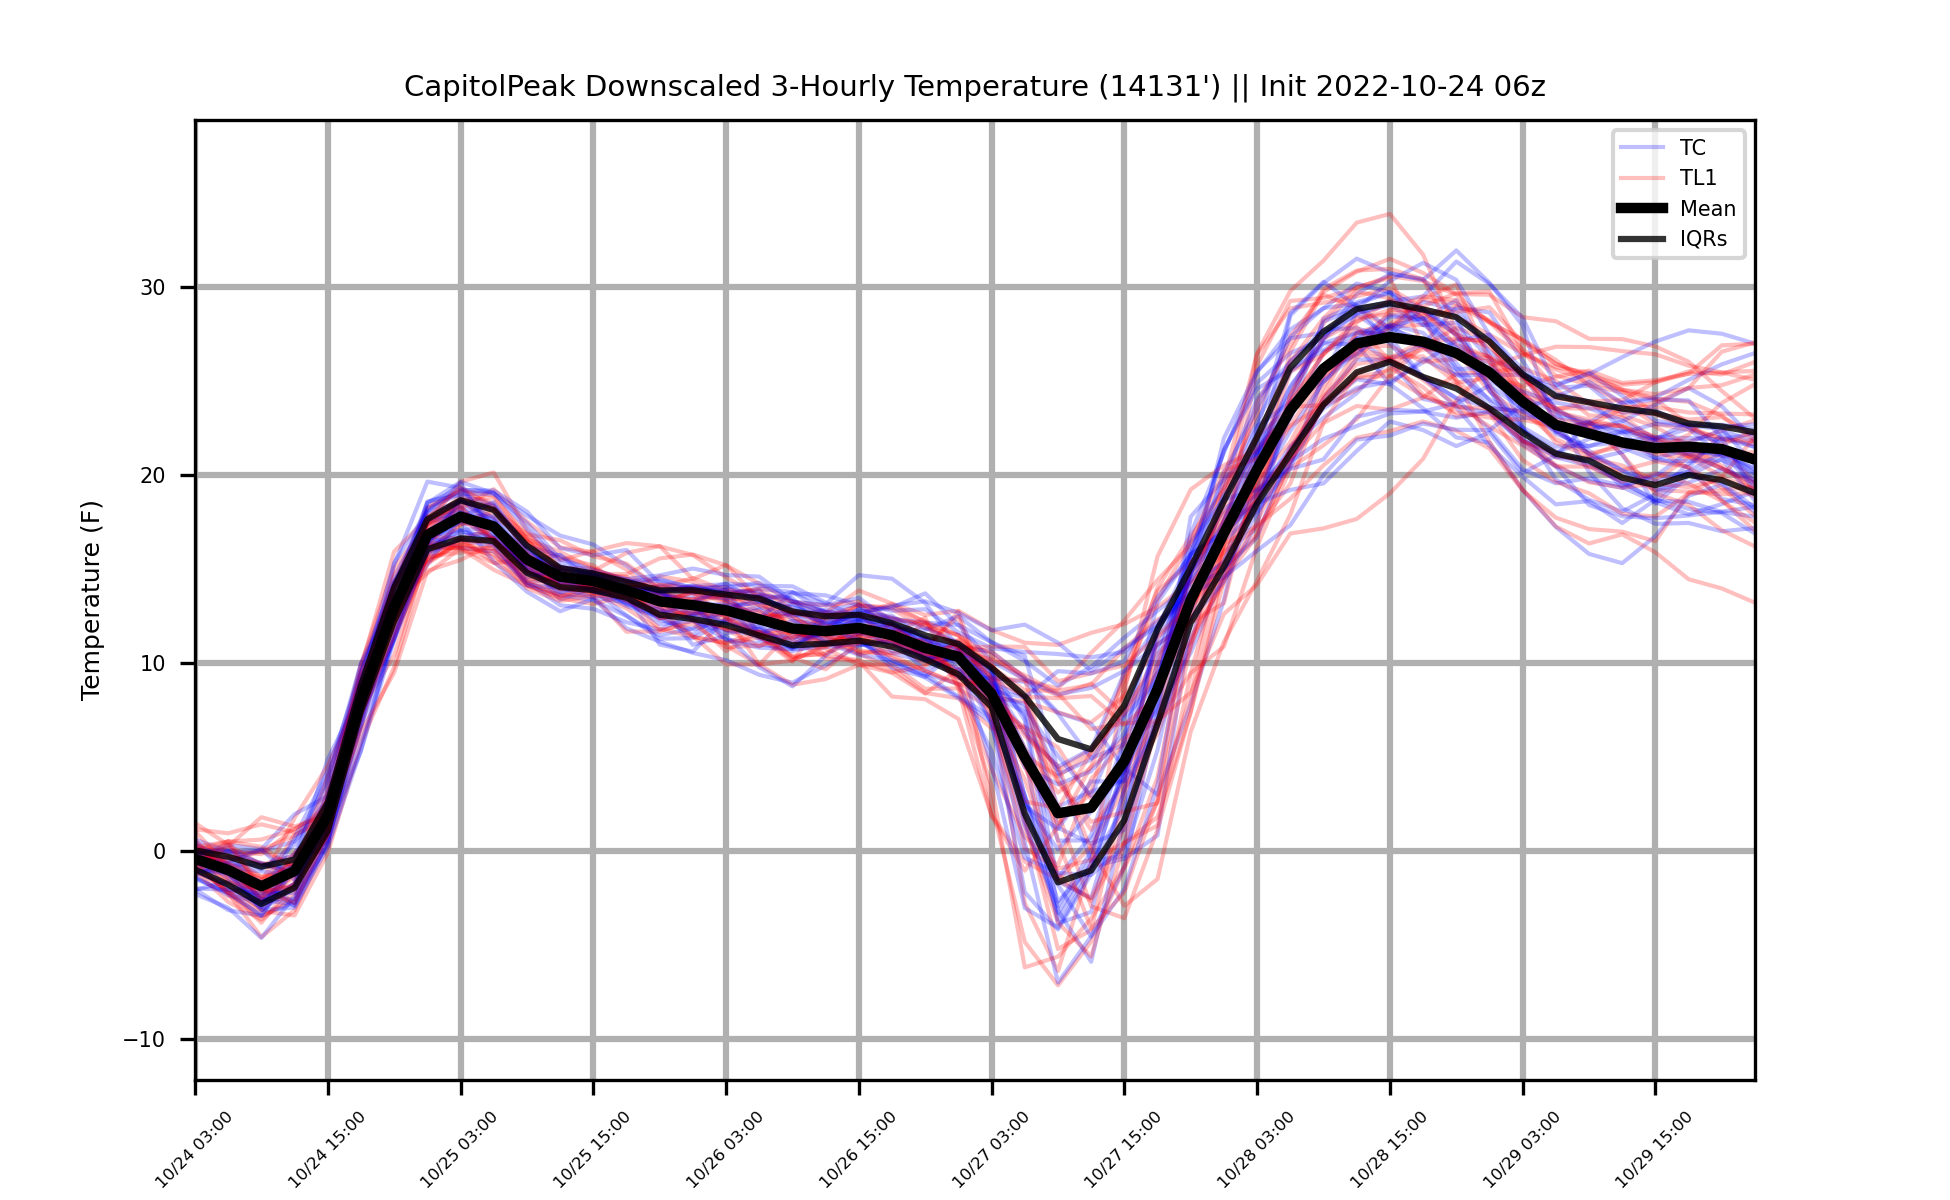 CapitolPeak Downscaled 3-Hourly Temperature (14131') || Init 2022-10-24 06z
TC
TL1
Mean
IQRs
Temperature (F)
30
20
10
0
−10
10/24 03:00
10/24 15:00
10/25 03:00
10/25 15:00
10/26 03:00
10/26 15:00
10/27 03:00
10/27 15:00
10/28 03:00
10/28 15:00
10/29 03:00
10/29 15:00